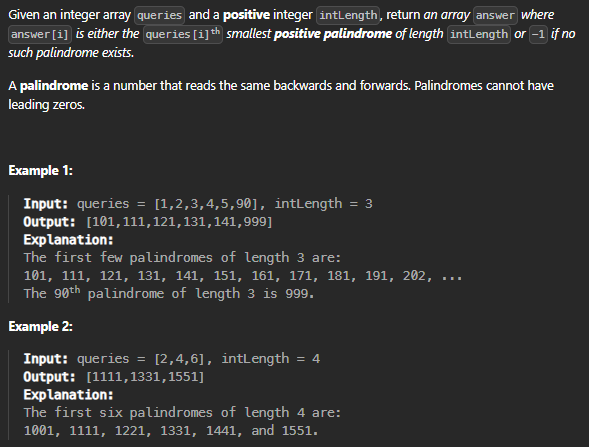 Given an integer array queries and a positive integer intLength, return an array answer where
answer[i] is either the queries[i]th smallest positive palindrome of length intLength or -1 if no
such palindrome exists.
A palindrome is a number that reads the same backwards and forwards. Palindromes cannot have
leading zeros.
Example 1:
Input: queries = [1,2,3,4,5,90], intLength = 3
Output: [101,111,121,131,141,999]
Explanation:
The first few palindromes of length 3 are:
101, 111, 121, 131, 141, 151, 161, 171, 181, 191, 202, ...
The 90th palindrome of length 3 is 999.
Example 2:
Input: queries = [2,4,6], intLength = 4
Output: [1111,1331,1551]
Explanation:
The first six palindromes of length 4 are:
1001, 1111, 1221, 1331, 1441, and 1551.